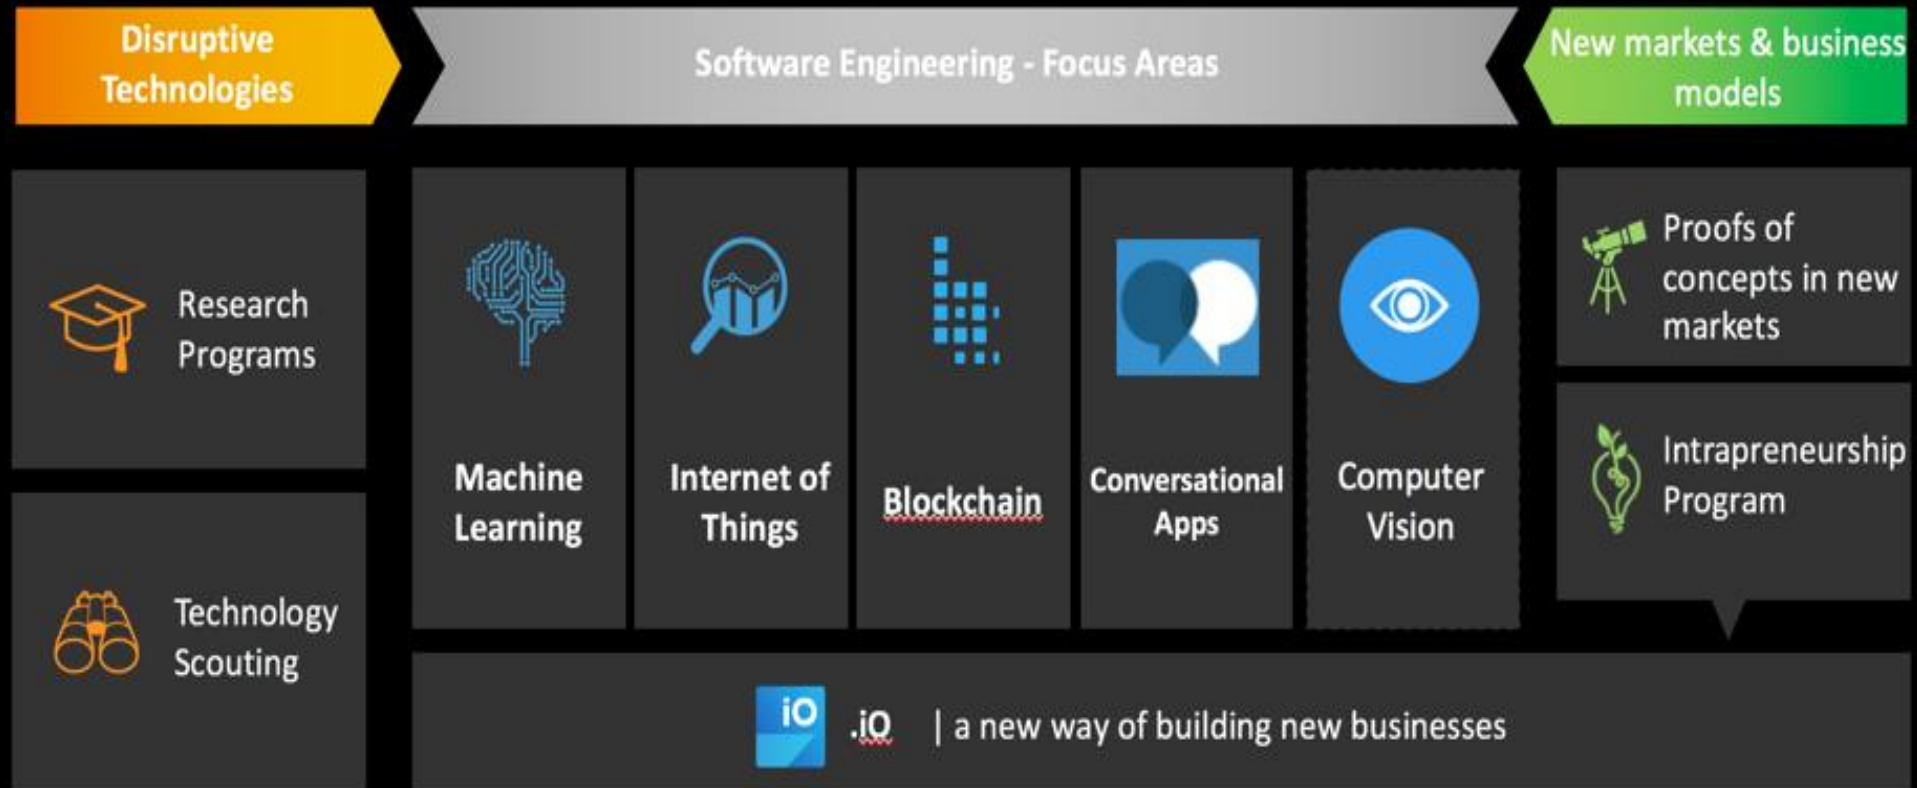 Disruptive
Technologies
Software Engineering - Focus Areas
New markets & business
models
Research
Programs
Technology
Scouting
Machine
Learning
Internet of
Things
Blockchain
Conversational
Apps
Computer
Vision
Proofs of
concepts in new
markets
Intrapreneurship
Program
iO .iO | a new way of building new businesses